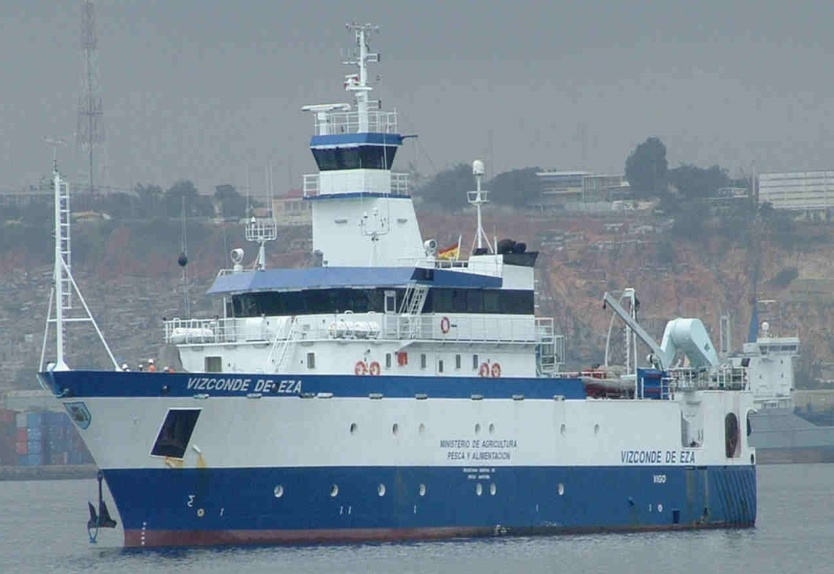 VIZCONDE DE EZA
MINISTERIO DE AGRICULTURA
PESCA Y ALIMENTACION
VIZCONDE DE EZA
VIGO